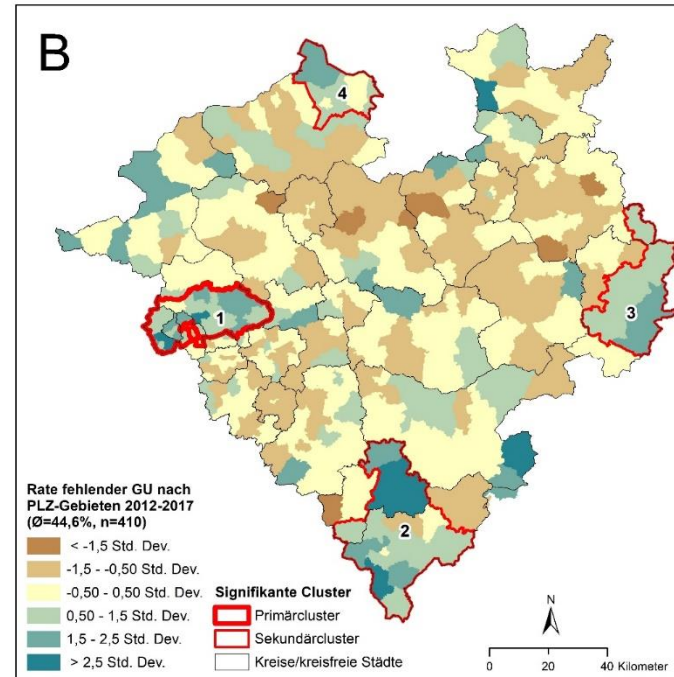 B
4
1
3
2
Rate fehlender GU nach
PLZ-Gebieten 2012-2017
(Ø=44,6%, n=410)
< -1,5 Std. Dev.
-1,5 - -0,50 Std. Dev.
-0,50 - 0,50 Std. Dev.
0,50 - 1,5 Std. Dev.
1,5 - 2,5 Std. Dev.
> 2,5 Std. Dev.
Signifikante Cluster
Primärcluster
Sekundärcluster
Kreise/kreisfreie Städte
N
0 20 40 Kilometer